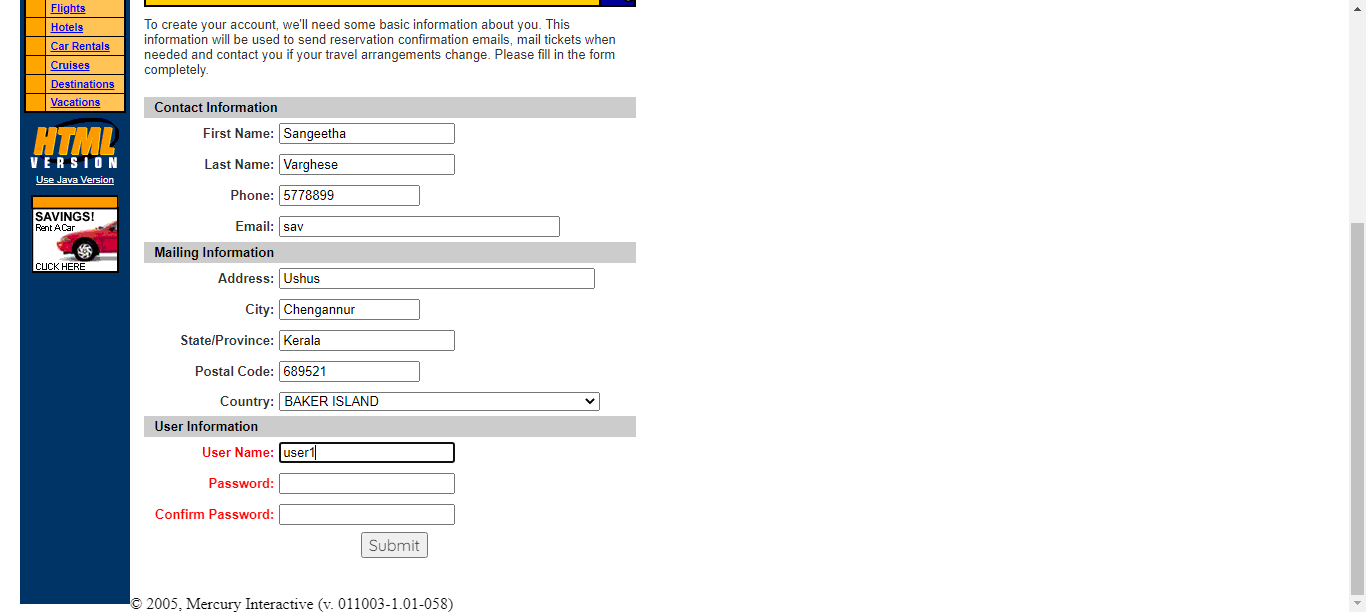 Flights
Hotels
Car Rentals
Cruises
Destinations
Vacations
HTML
VERSION
Use Java Version
SAVINGS!
Rent A Car
CLICK HERE
To create your account, we'll need some basic information about you. This
information will be used to send reservation confirmation emails, mail tickets when
needed and contact you if your travel arrangements change. Please fill in the form
completely.
Contact Information
First Name: Sangeetha
Last Name: Varghese
Phone: 5778899
Email: sav
Mailing Information
Address: Ushus
City: Chengannur
State/Province: Kerala
Postal Code: 689521
Country: BAKER ISLAND
User Information
User Name: user1
Password:
Confirm Password:
Submit
© 2005, Mercury Interactive (v. 011003-1.01-058)